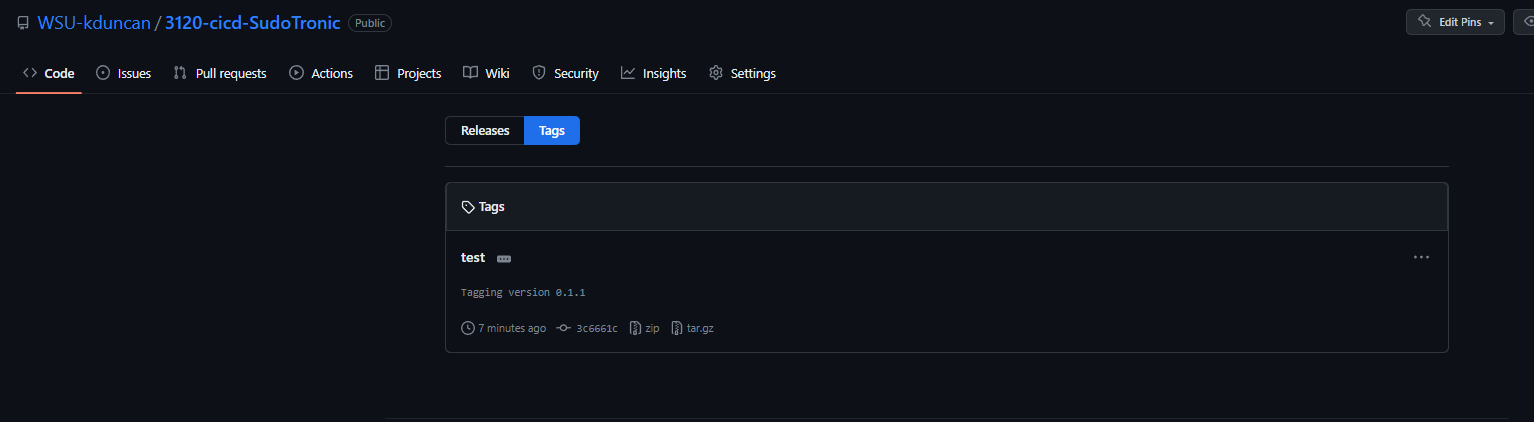 WSU-kduncan / 3120-cicd-SudoTronic Public Edit Pins
Code Issues Pull requests Actions Projects Wiki Security Insights Settings
Releases Tags
Tags
test
Tagging version 0.1.1
7 minutes ago 3c6661c zip tar.gz